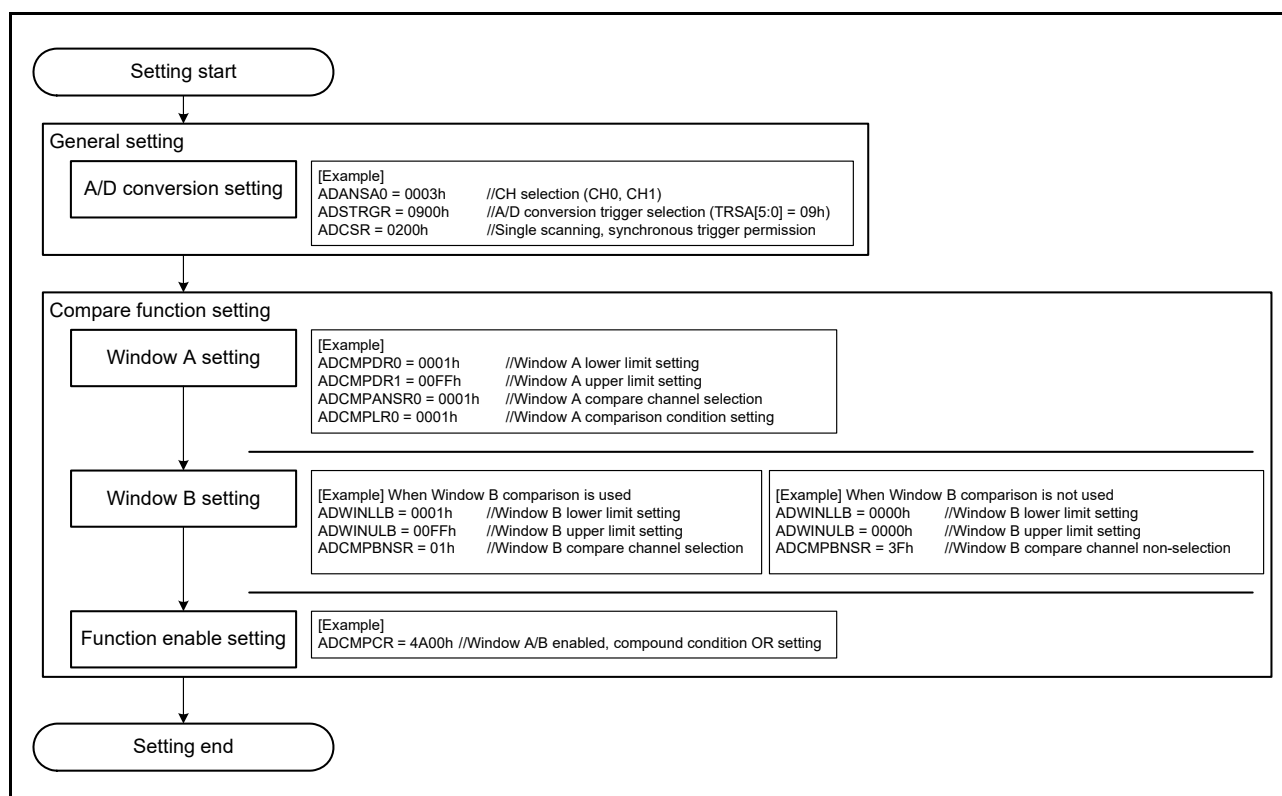 Setting start
General setting
A/D conversion setting
[Example]
ADANSA0 = 0003h //CH selection (CH0, CH1)
ADSTRGR = 0900h //A/D conversion trigger selection (TRSA[5:0] = 09h)
ADCSR = 0200h //Single scanning, synchronous trigger permission
Compare function setting
Window A setting
[Example]
ADCMPDR0 = 0001h //Window A lower limit setting
ADCMPDR1 = 00FFh //Window A upper limit setting
ADCMPANSR0 = 0001h //Window A compare channel selection
ADCMPLR0 = 0001h //Window A comparison condition setting
Window B setting
[Example] When Window B comparison is used
ADWINLLB = 0001h //Window B lower limit setting
ADWINULB = 00FFh //Window B upper limit setting
ADCMPBNSR = 01h //Window B compare channel selection
[Example] When Window B comparison is not used
ADWINLLB = 0000h //Window B lower limit setting
ADWINULB = 0000h //Window B upper limit setting
ADCMPBNSR = 3Fh //Window B compare channel non-selection
Function enable setting
[Example]
ADCMPCR = 4A00h //Window A/B enabled, compound condition OR setting
Setting end